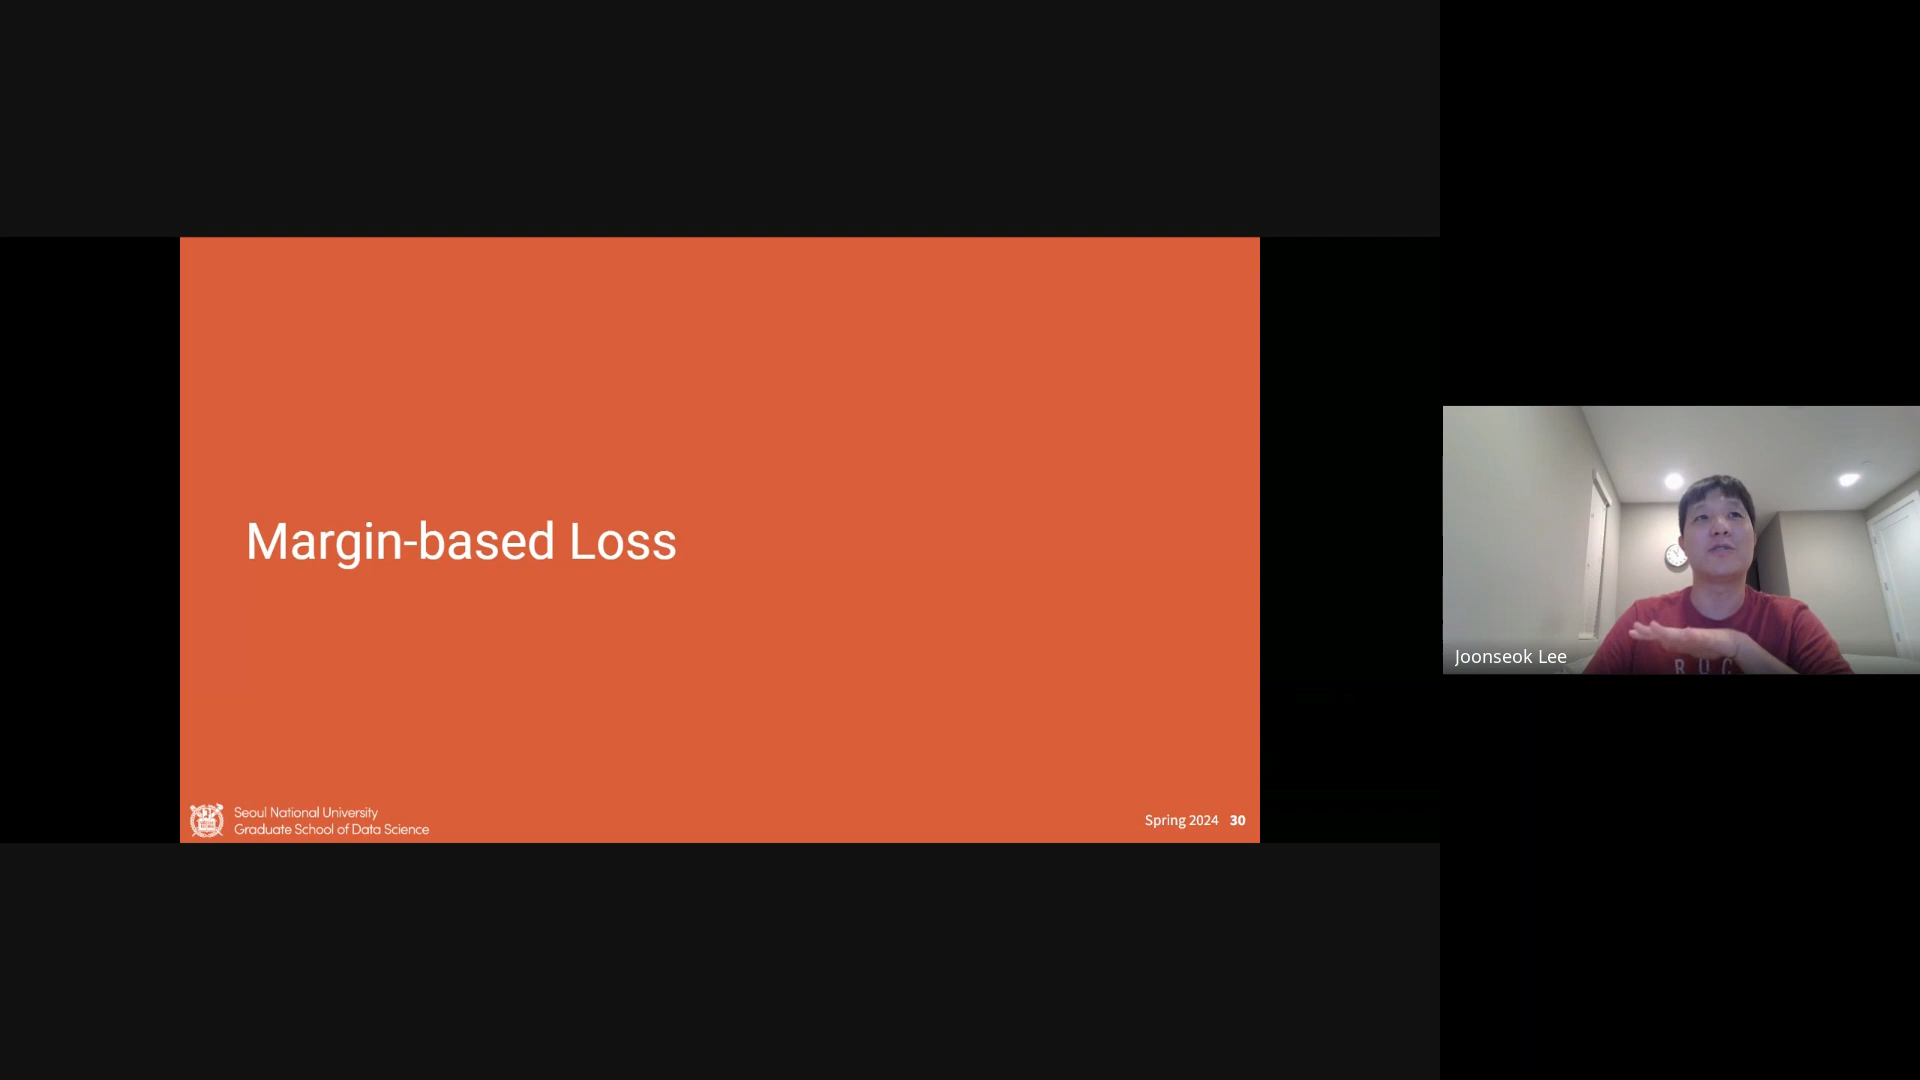 Margin-based Loss
Seoul National University
Graduate School of Data Science
Spring 2024 30
Joonseok Lee